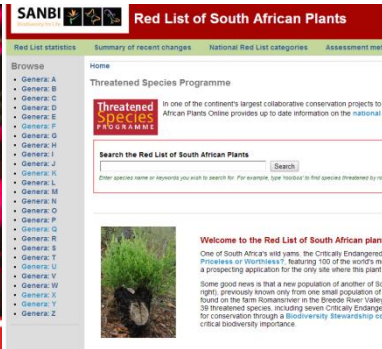 SANBI
Red List of South African Plants
Red List statistics
Summary of recent changes
National Red List categories
Assessment met
Browse
Genera: A
Genera: B
Genera: C
Genera: D
Genera: E
Genera: F
Genera: G
Genera: H
Genera: I
Genera: J
Genera: K
Genera: L
Genera: M
Genera: N
Genera: O
Genera: P
Genera: Q
Genera: R
Genera: S
Genera: T
Genera: U
Genera: V
Genera: W
Genera: X
Genera: Y
Genera: Z
Home
Threatened Species Programme
Threatened
Species
PROGRAMME
In one of the continent's largest collaborative conservation projects to
African Plants Online provides up to date information on the national
Search the Red List of South African Plants
Search
Enter species name or keywords you wish to search for. For example, type 'hoodia' to find species threatened by
Welcome to the Red List of South African plan
One of South Africa's wild yams, the Critically Endangered
Priceless or Worthless?, featuring 100 of the world's m
a prospecting application for the only site where this plant
Some good news is that a new population of another of So
right), previously known only from one small population of
found on the farm Romansrivier in the Breede River Valley
39 threatened species, including seven Critically Endange
for conservation through a Biodiversity Stewardship co
critical biodiversity importance.